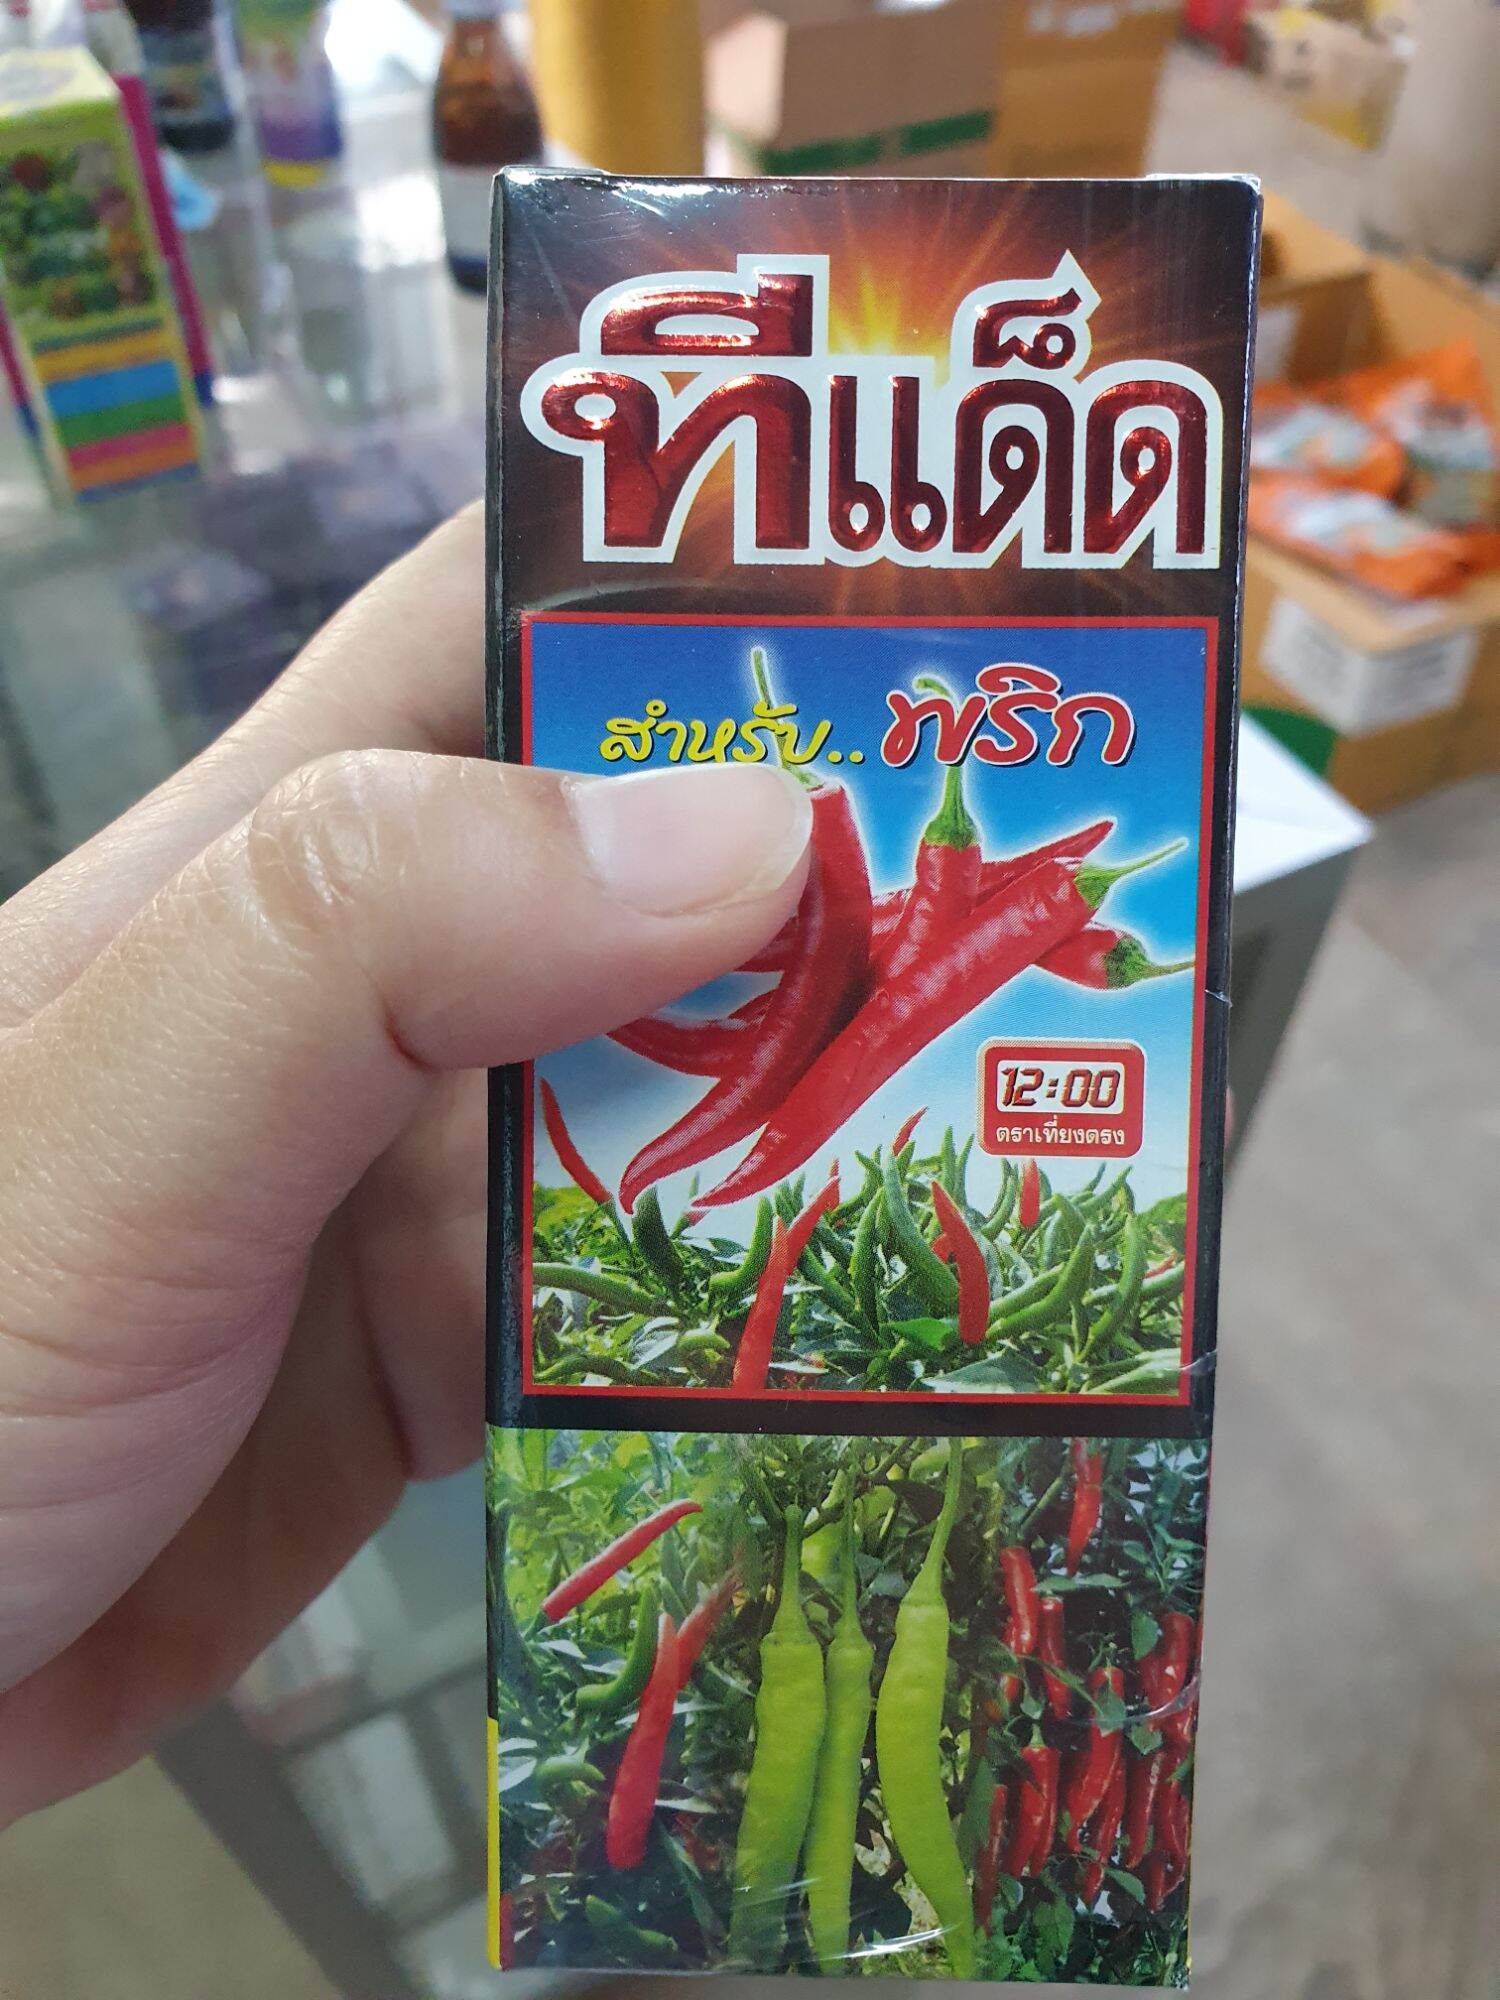 ทีเด็ด
สำหรับ.. พริก
12:00
ตราเที่ยงตรง